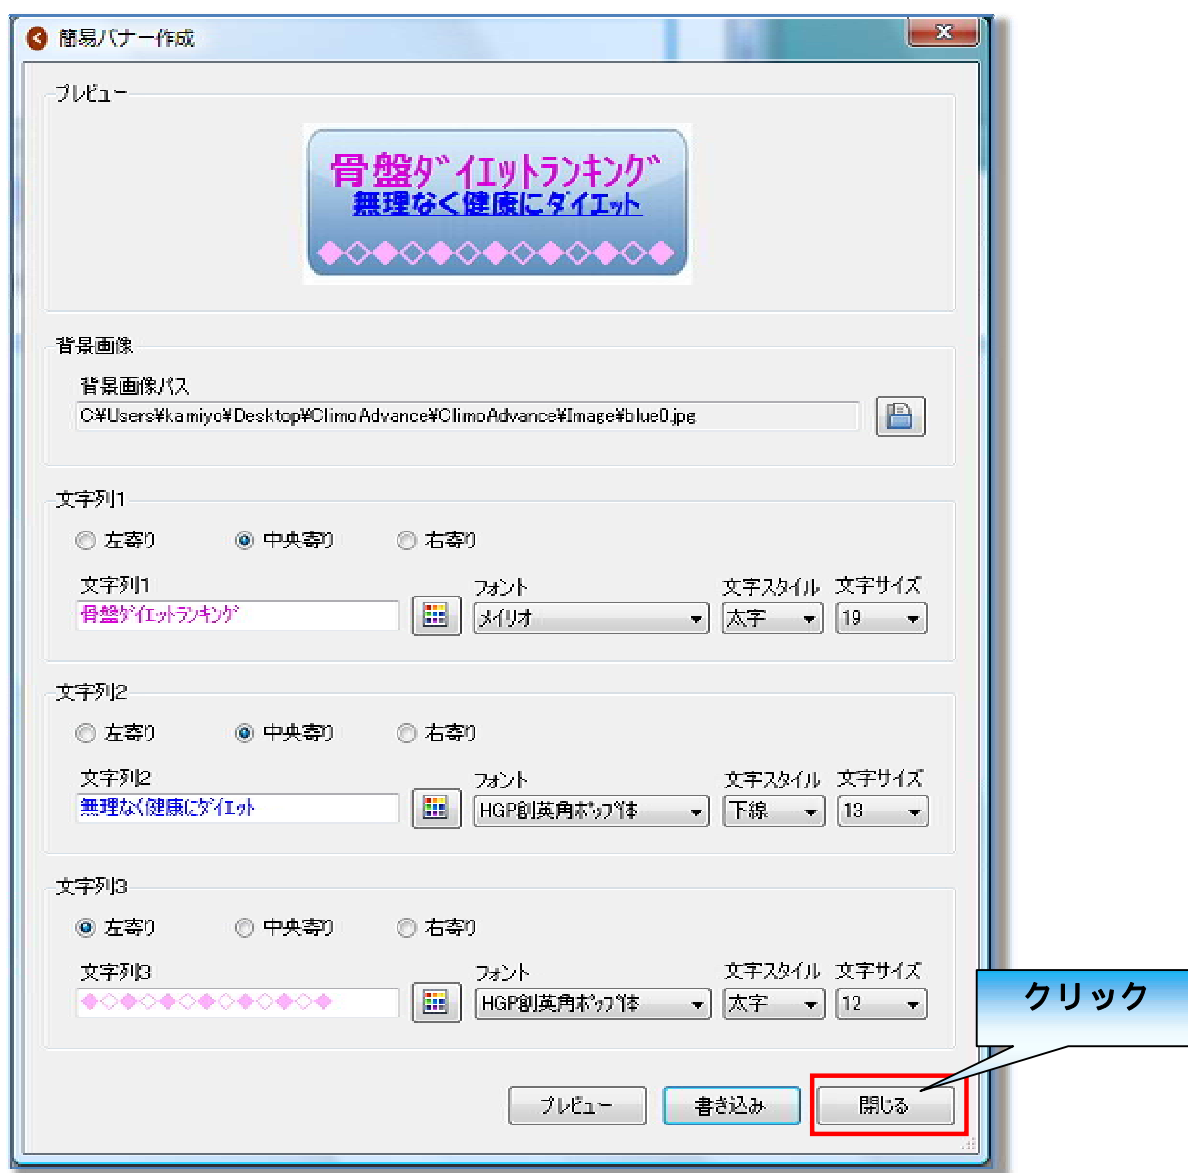 簡易バナー作成
プレビュー
骨盤ダイエットランキング
無理なく健康にダイエット
◆◇◆◇◆◇◆◇◆◇◆◇◆
背景画像
背景画像パス
C:¥Users¥kamiyo¥Desktop¥ClimoAdvance¥ClimoAdvance¥Image¥blue0.jpg
文字列1
左寄り 中央寄り 右寄り
文字列1 フォント 文字スタイル 文字サイズ
骨盤ダイエットランキング メイリオ 太字 19
文字列2
左寄り 中央寄り 右寄り
文字列2 フォント 文字スタイル 文字サイズ
無理なく健康にダイエット HGP創英角ポップ体 下線 13
文字列3
左寄り 中央寄り 右寄り
文字列3 フォント 文字スタイル 文字サイズ
◆◇◆◇◆◇◆◇◆◇◆◇◆ HGP創英角ポップ体 太字 12
クリック
プレビュー 書き込み 閉じる